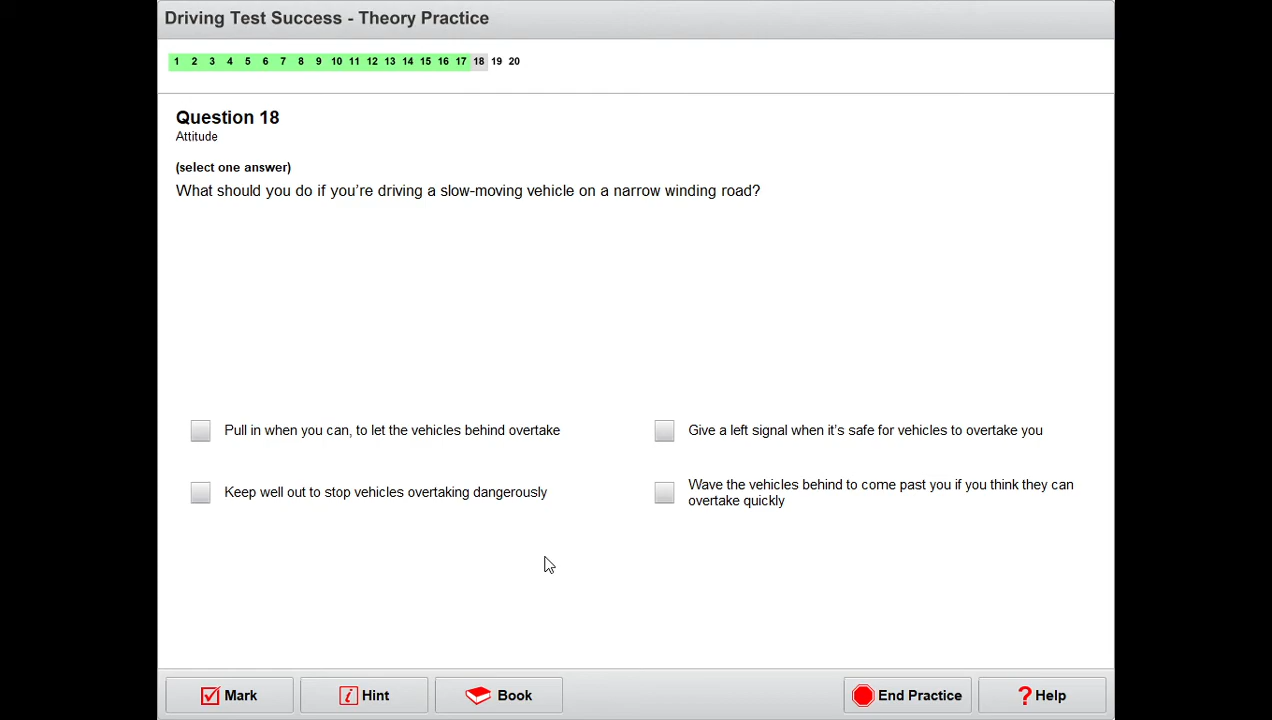 Driving Test Success - Theory Practice
1 2 3 4 5 6 7 8 9 10 11 12 13 14 15 16 17 18 19 20
Question 18
Attitude
(select one answer)
What should you do if you’re driving a slow-moving vehicle on a narrow winding road?
Pull in when you can, to let the vehicles behind overtake
Give a left signal when it’s safe for vehicles to overtake you
Keep well out to stop vehicles overtaking dangerously
Wave the vehicles behind to come past you if you think they can
overtake quickly
Mark
i Hint
Book
End Practice
? Help